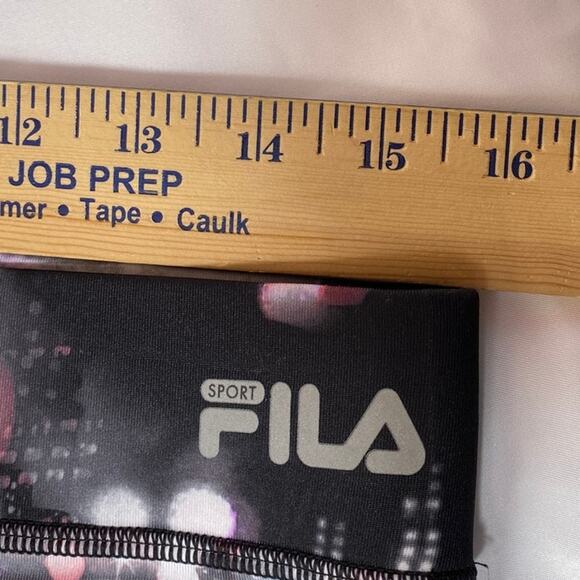 12 13 14 15 16
JOB PREP
mer • Tape • Caulk
SPORT
FILA